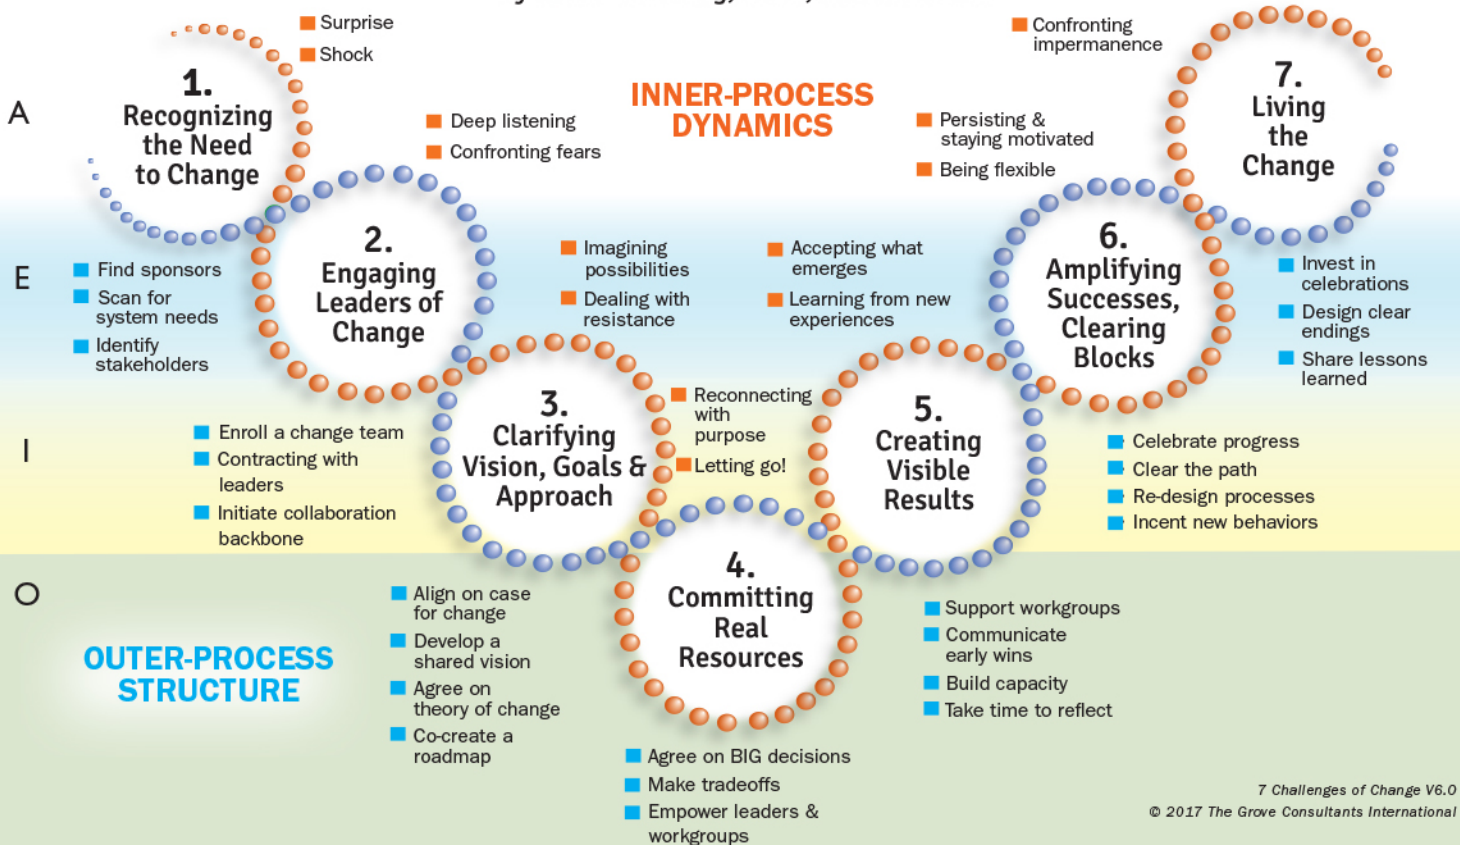 Surprise
Shock
1.
Recognizing
the Need
to Change
A
Deep listening
Confronting fears
INNER-PROCESS
DYNAMICS
Confronting
impermanence
Persisting &
staying motivated
Being flexible
7.
Living
the
Change
E
Find sponsors
Scan for
system needs
Identify
stakeholders
2.
Engaging
Leaders of
Change
Imagining
possibilities
Dealing with
resistance
Accepting what
emerges
Learning from new
experiences
6.
Amplifying
Successes,
Clearing
Blocks
Invest in
celebrations
Design clear
endings
Share lessons
learned
I
Enroll a change team
Contracting with
leaders
Initiate collaboration
backbone
3.
Clarifying
Vision, Goals &
Approach
Reconnecting
with
purpose
Letting go!
5.
Creating
Visible
Results
Celebrate progress
Clear the path
Re-design processes
Incent new behaviors
O
OUTER-PROCESS
STRUCTURE
Align on case
for change
Develop a
shared vision
Agree on
theory of change
Co-create a
roadmap
4.
Committing
Real
Resources
Support workgroups
Communicate
early wins
Build capacity
Take time to reflect
Agree on BIG decisions
Make tradeoffs
Empower leaders &
workgroups
7 Challenges of Change V6.0
© 2017 The Grove Consultants International